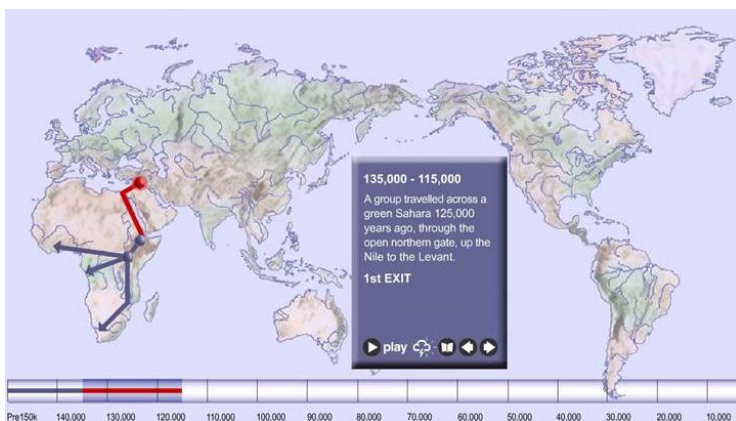 135,000 - 115,000
A group travelled across a
green Sahara 125,000
years ago, through the
open northern gate, up the
Nile to the Levant.
1st EXIT
play
Pre150k 140,000 130,000 120,000 110,000 100,000 90,000 80,000 70,000 60,000 50,000 40,000 30,000 20,000 10,000